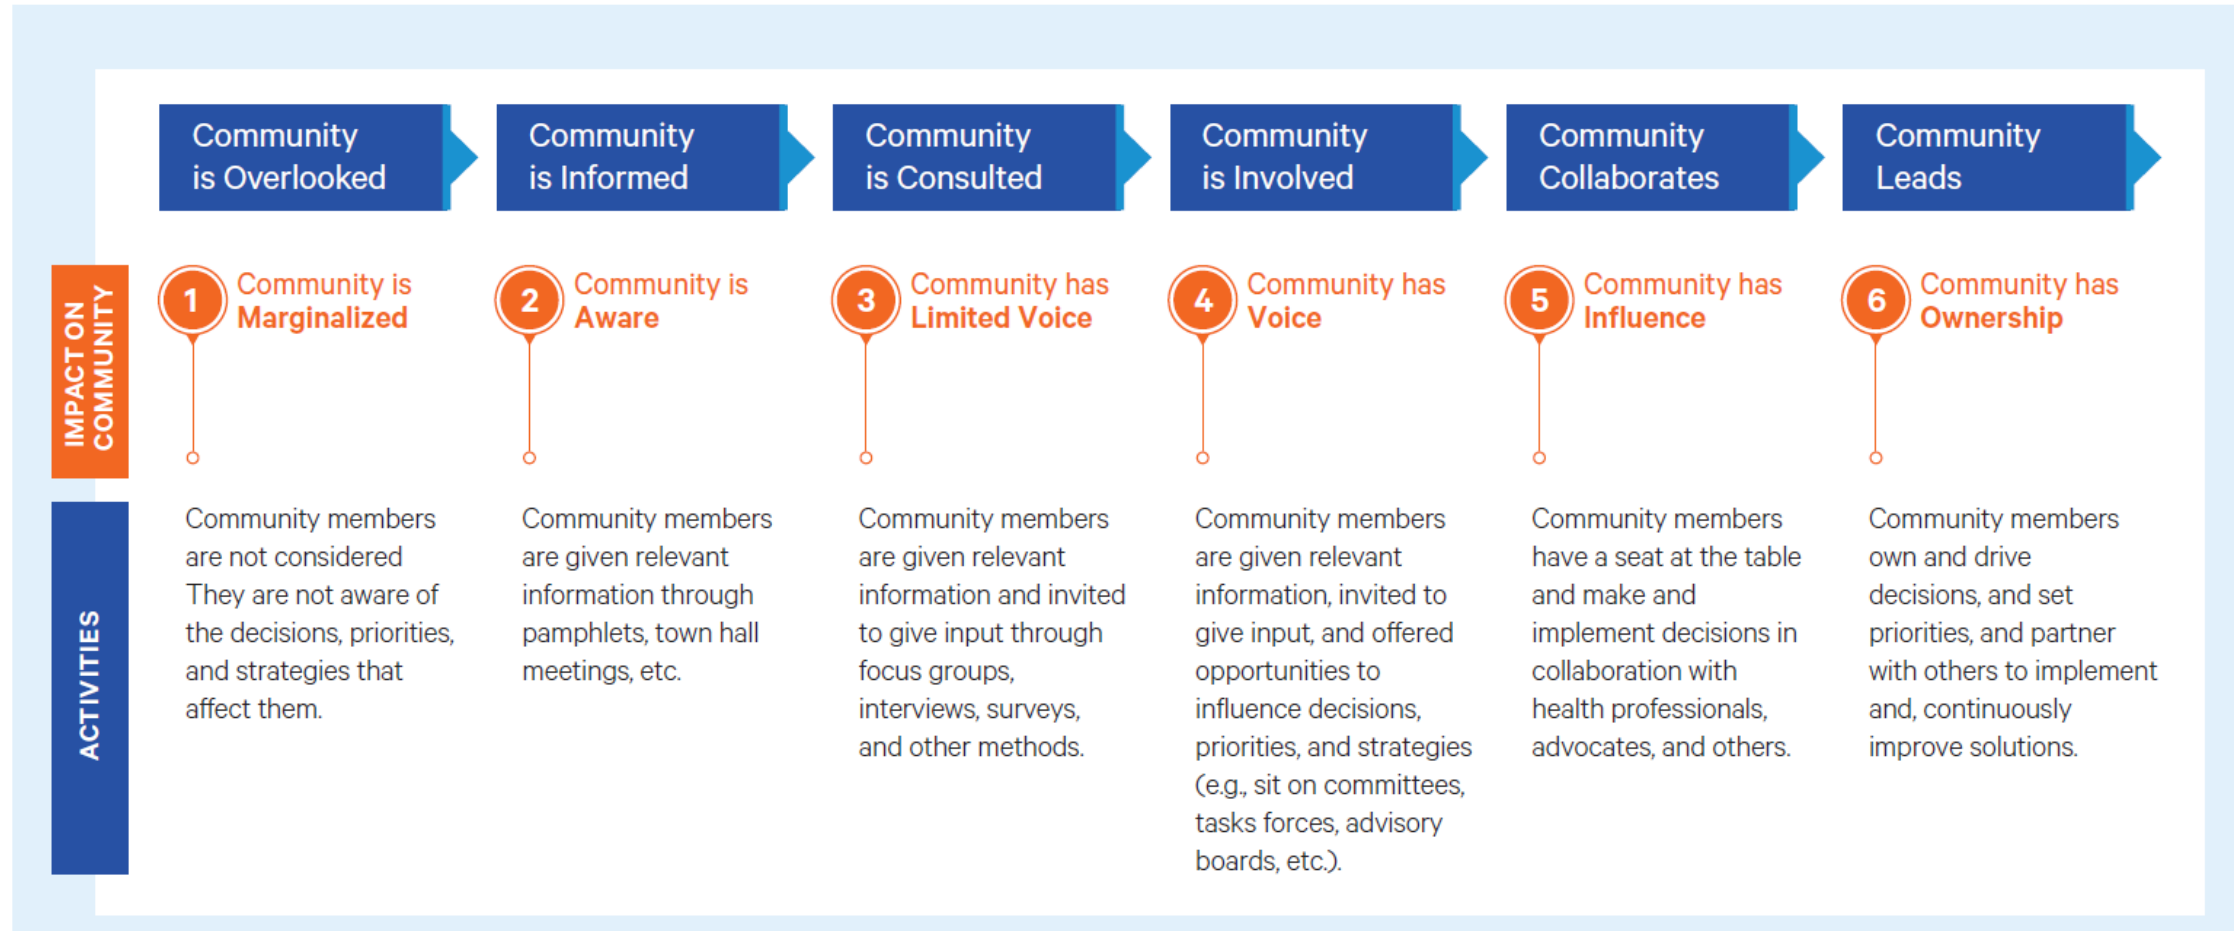 Community
is Overlooked
Community
is Informed
Community
is Consulted
Community
is Involved
Community
Collaborates
Community
Leads
IMPACT ON
COMMUNITY
1
Community is
Marginalized
2
Community is
Aware
3
Community has
Limited Voice
4
Community has
Voice
5
Community has
Influence
6
Community has
Ownership
ACTIVITIES
Community members
are not considered
They are not aware of
the decisions, priorities,
and strategies that
affect them.
Community members
are given relevant
information through
pamphlets, town hall
meetings, etc.
Community members
are given relevant
information and invited
to give input through
focus groups,
interviews, surveys,
and other methods.
Community members
are given relevant
information, invited to
give input, and offered
opportunities to
influence decisions,
priorities, and strategies
(e.g., sit on committees,
tasks forces, advisory
boards, etc.).
Community members
have a seat at the table
and make and
implement decisions in
collaboration with
health professionals,
advocates, and others.
Community members
own and drive
decisions, and set
priorities, and partner
with others to implement
and, continuously
improve solutions.